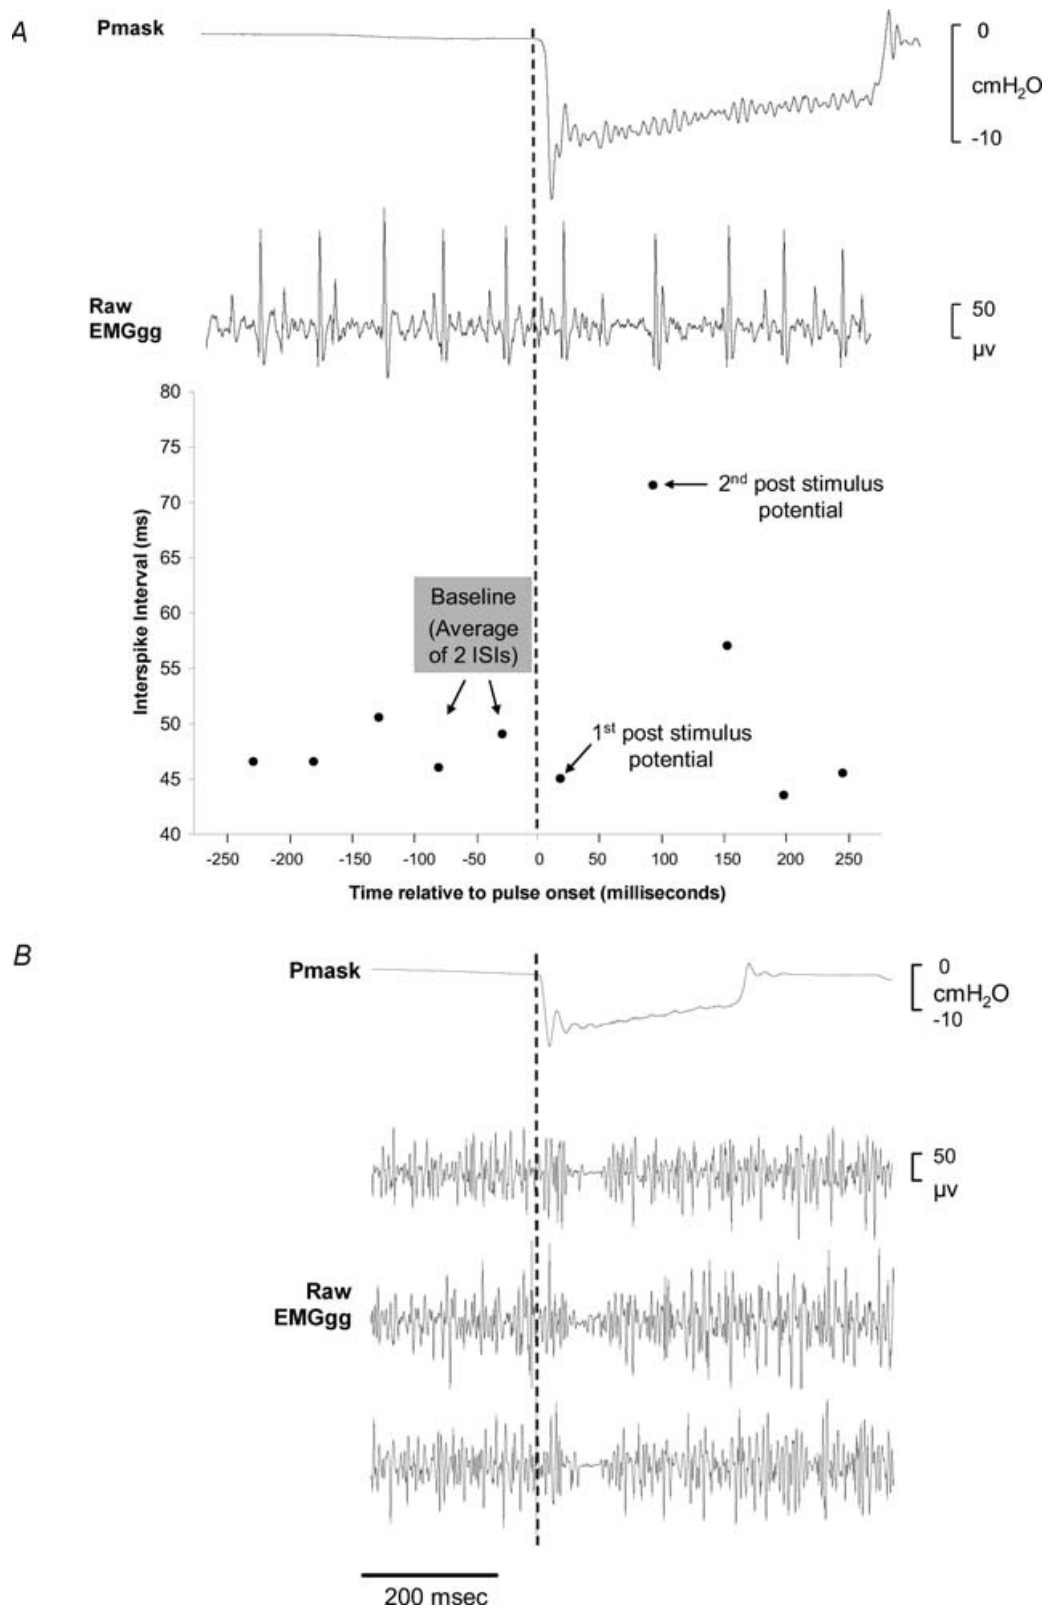 A
Pmask
0
cmH2O
-10
Raw
EMGgg
50
µv
80
75
70
65
60
55
50
45
40
Interspike Interval (ms)
2nd post stimulus
potential
Baseline
(Average
of 2 ISIs)
1st post stimulus
potential
-250 -200 -150 -100 -50 0 50 100 150 200 250
Time relative to pulse onset (milliseconds)
B
Pmask
0
cmH2O
-10
50
µv
Raw
EMGgg
200 msec